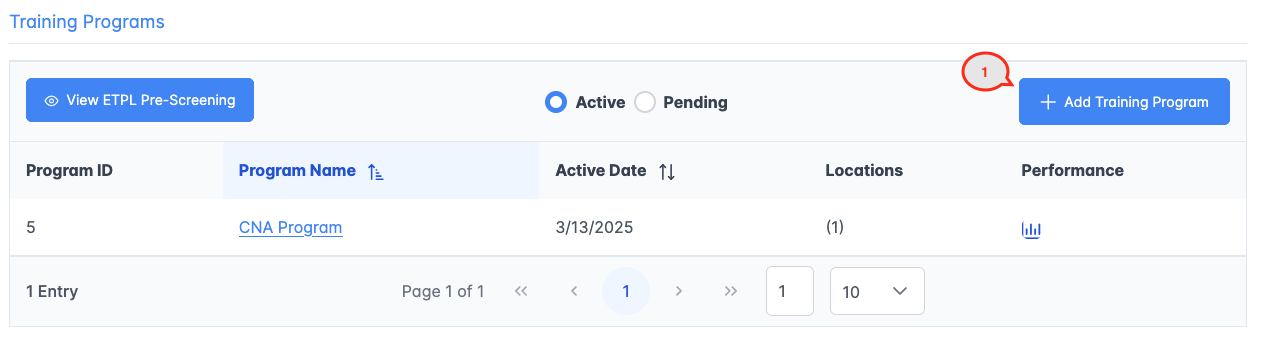 Training Programs
1
View ETPL Pre-Screening Active Pending Add Training Program
Program ID Program Name Active Date Locations Performance
5 CNA Program 3/13/2025 (1)
1 Entry Page 1 of 1 1 1 10